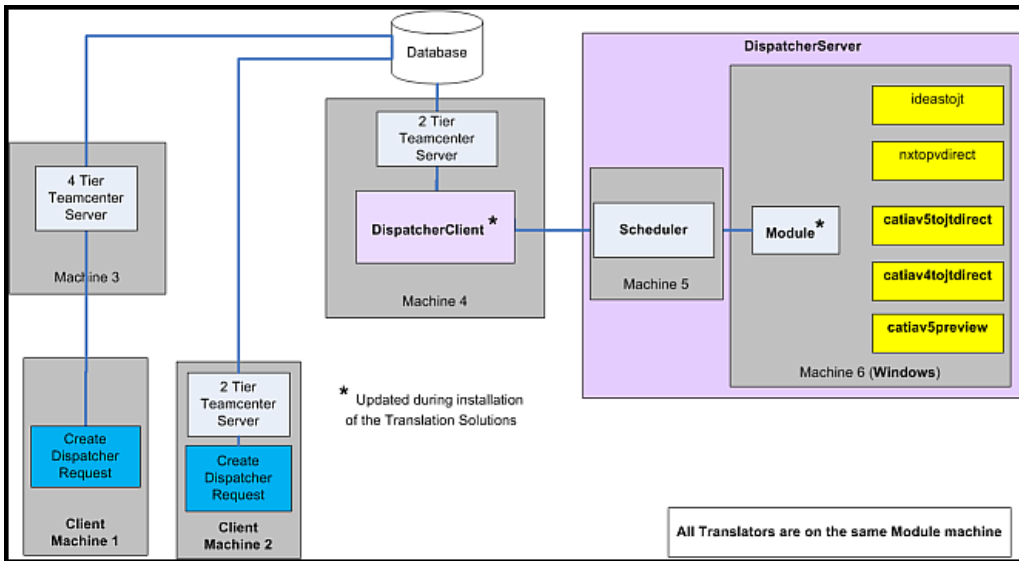 Database
DispatcherServer
ideastojt
nxtopvdirect
catiav5tojtdirect
catiav4tojtdirect
catiav5preview
Module*
Machine 6 (Windows)
Scheduler
Machine 5
2 Tier
Teamcenter
Server
DispatcherClient *
Machine 4
4 Tier
Teamcenter
Server
Machine 3
Create
Dispatcher
Request
Client
Machine 1
2 Tier
Teamcenter
Server
Create
Dispatcher
Request
Client
Machine 2
* Updated during installation
of the Translation Solutions
All Translators are on the same Module machine